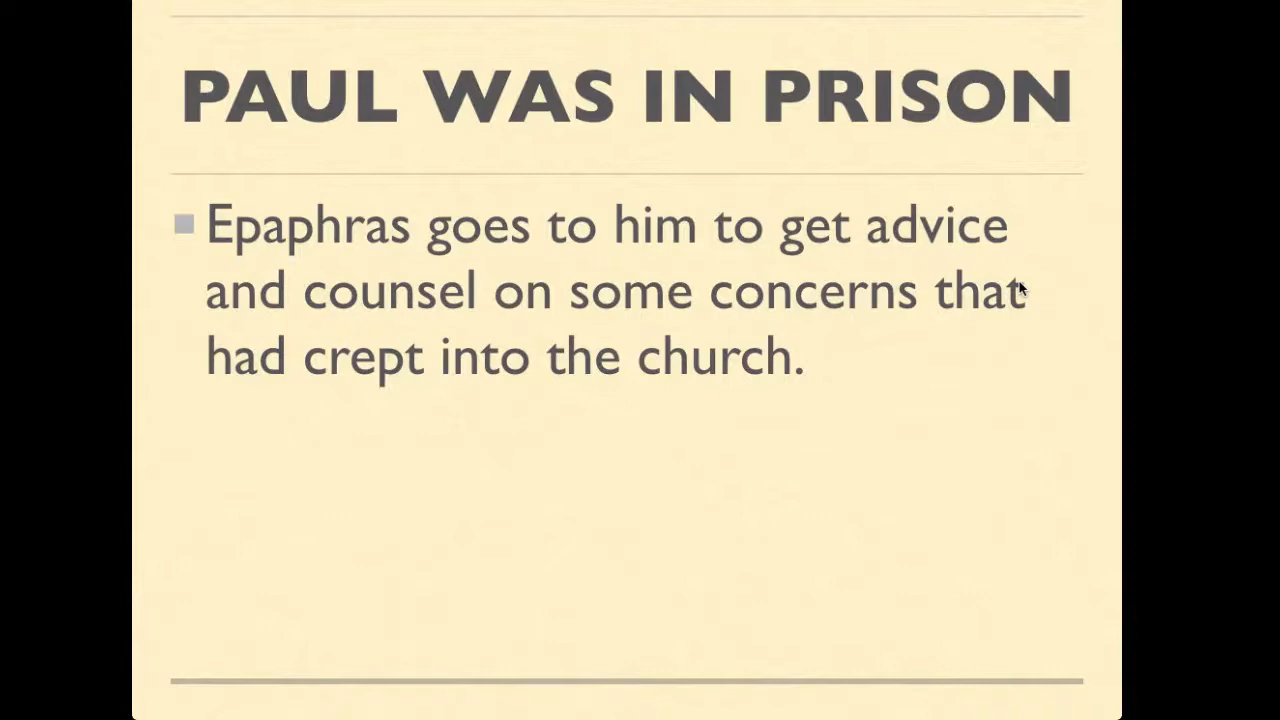 PAUL WAS IN PRISON
Epaphras goes to him to get advice
and counsel on some concerns that
had crept into the church.